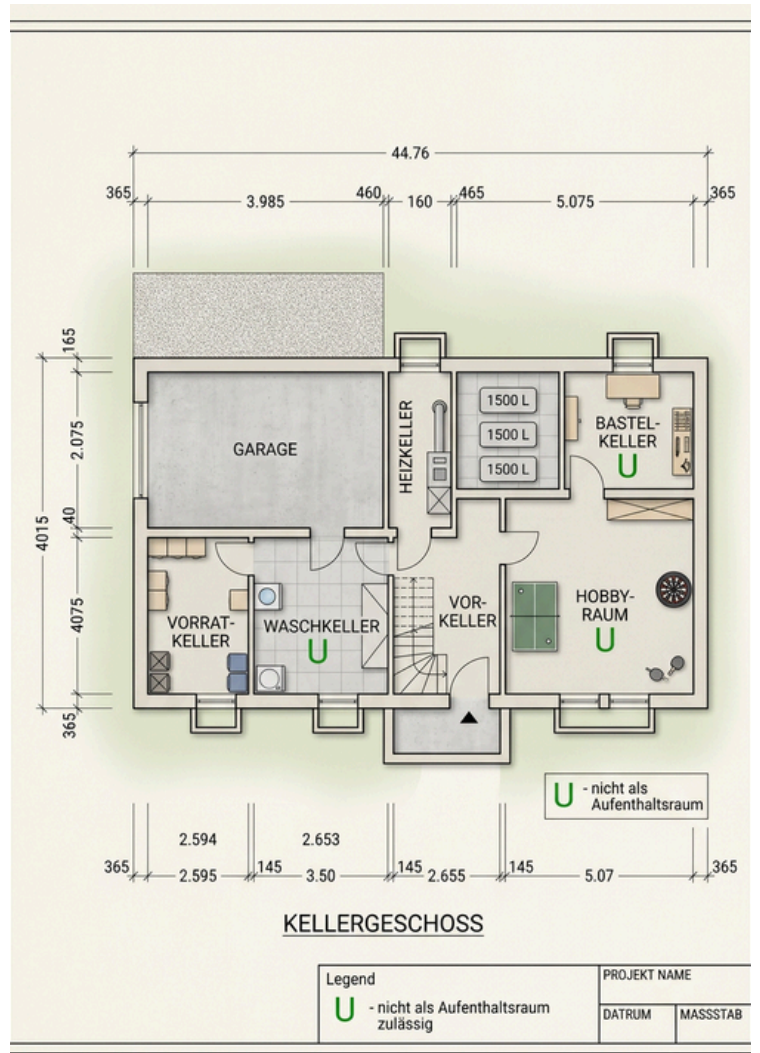 44.76
365
3.985
460
160
465
5.075
365
165
2.075
40
4015
4075
365
GARAGE
HEIZKELLER
1500 L
1500 L
1500 L
BASTEL-
KELLER
U
VORRAT-
KELLER
WASCHKELLER
U
VOR-
KELLER
HOBBY-
RAUM
U
U - nicht als
Aufenthaltsraum
2.594
2.653
365
2.595
145
3.50
145
2.655
145
5.07
365
KELLERGESCHOSS
Legend
U - nicht als Aufenthaltsraum
zulässig
PROJEKT NAME
DATRUM
MASSSTAB